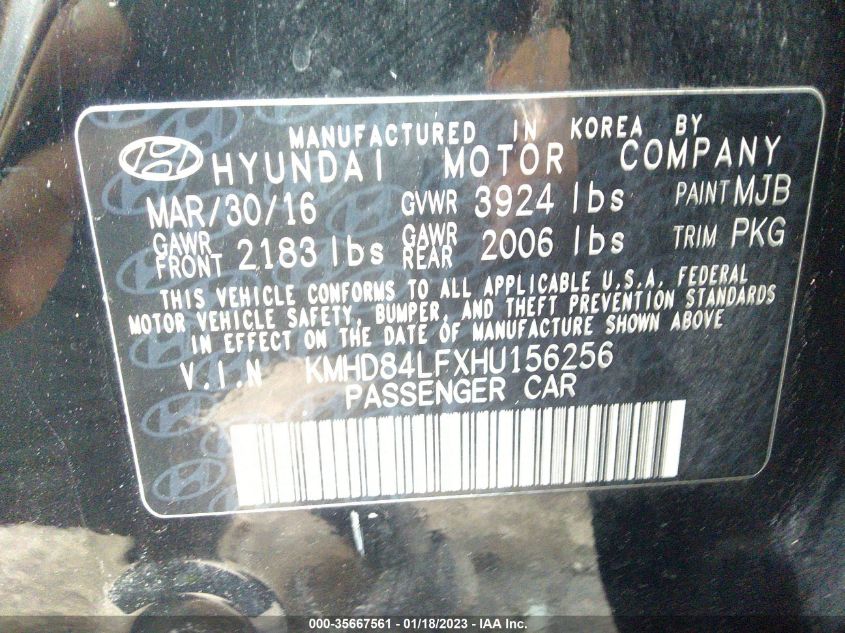 MANUFACTURED IN KOREA BY
HYUNDAI MOTOR COMPANY
MAR/30/16 GVWR 3924 lbs PAINT MJB
GAWR FRONT 2183 lbs GAWR REAR 2006 lbs TRIM PKG
THIS VEHICLE CONFORMS TO ALL APPLICABLE U.S.A. FEDERAL
MOTOR VEHICLE SAFETY, BUMPER, AND THEFT PREVENTION STANDARDS
IN EFFECT ON THE DATE OF MANUFACTURE SHOWN ABOVE
V.I.N KMHD84LFXHU156256
PASSENGER CAR
000-35667561 - 01/18/2023 - IAA Inc.